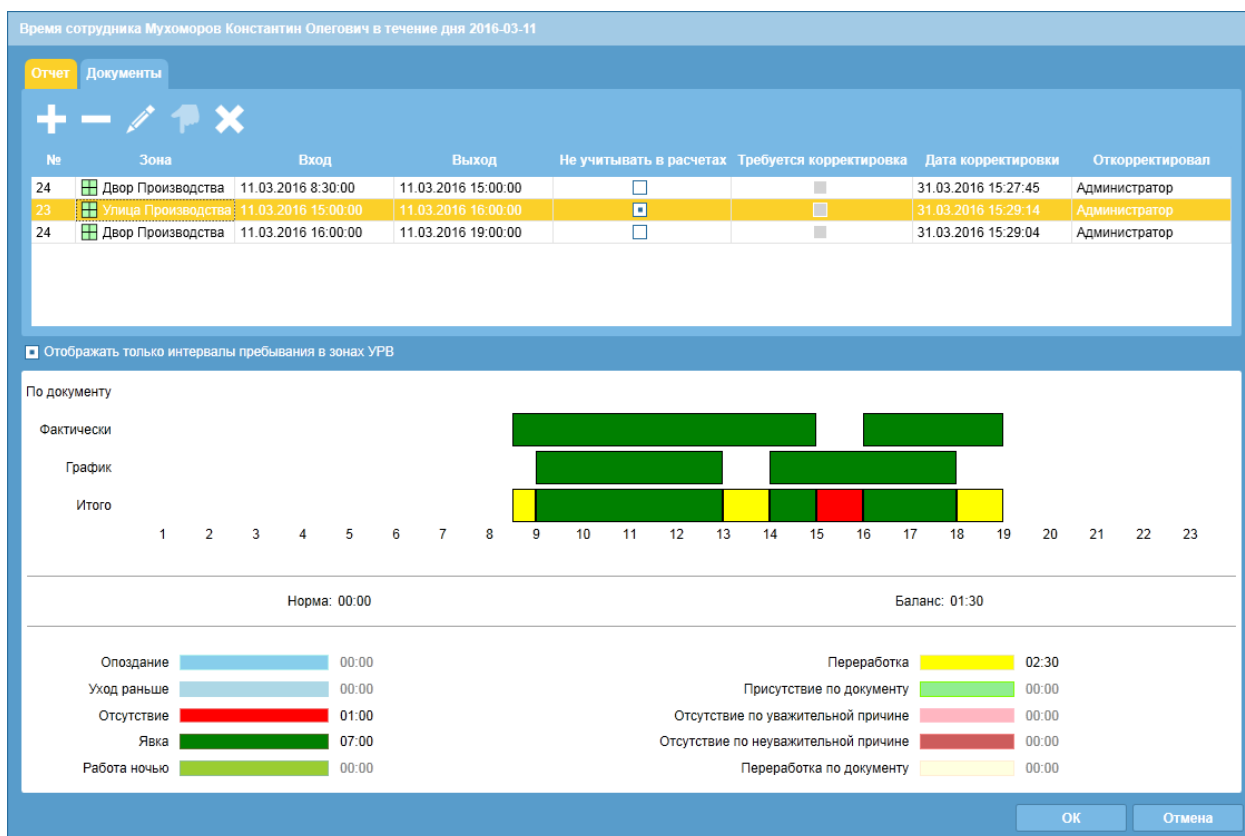 Время сотрудника Мухоморов Константин Олегович в течение дня 2016-03-11
Отчет Документы
№ Зона Вход Выход Не учитывать в расчетах Требуется корректировка Дата корректировки Откорректировал
24 Двор Производства 11.03.2016 8:30:00 11.03.2016 15:00:00 31.03.2016 15:27:45 Администратор
23 Улица Производства 11.03.2016 15:00:00 11.03.2016 16:00:00 31.03.2016 15:29:14 Администратор
24 Двор Производства 11.03.2016 16:00:00 11.03.2016 19:00:00 31.03.2016 15:29:04 Администратор
Отображать только интервалы пребывания в зонах УРВ
По документу
Фактически
График
Итого
1 2 3 4 5 6 7 8 9 10 11 12 13 14 15 16 17 18 19 20 21 22 23
Норма: 00:00 Баланс: 01:30
Опоздание 00:00 Переработка 02:30
Уход раньше 00:00 Присутствие по документу 00:00
Отсутствие 01:00 Отсутствие по уважительной причине 00:00
Явка 07:00 Отсутствие по неуважительной причине 00:00
Работа ночью 00:00 Переработка по документу 00:00
ОК Отмена